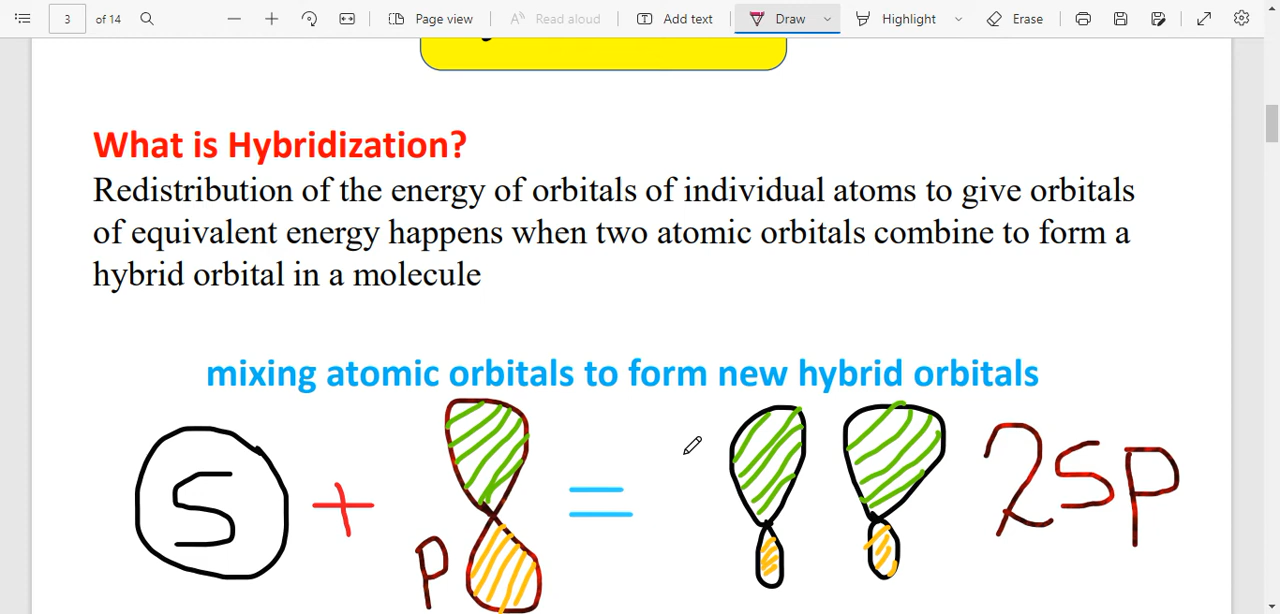 3 of 14 Page view Read aloud Add text Draw Highlight Erase
What is Hybridization?
Redistribution of the energy of orbitals of individual atoms to give orbitals
of equivalent energy happens when two atomic orbitals combine to form a
hybrid orbital in a molecule
mixing atomic orbitals to form new hybrid orbitals
S + P = 2sp